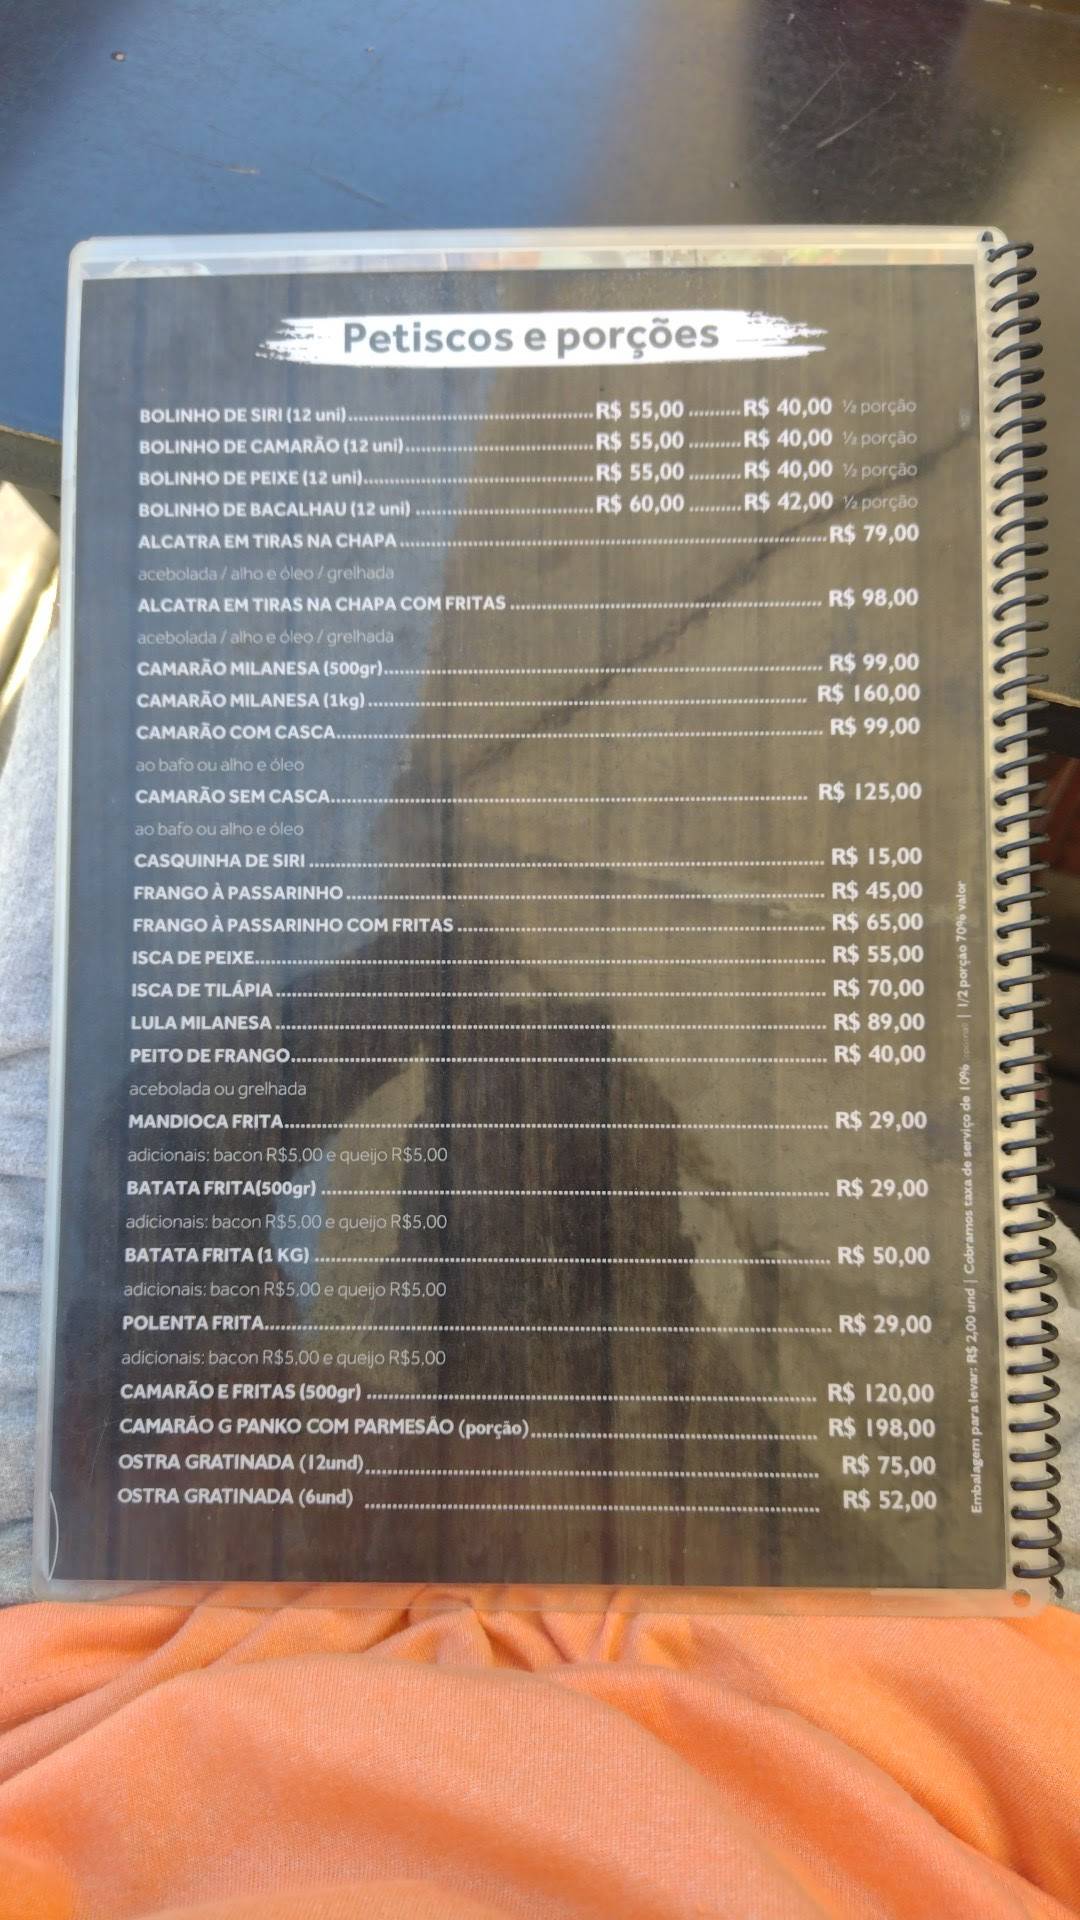 Petiscos e porções
BOLINHO DE SIRI (12 uni)..........R$ 55,00..........R$ 40,00 ½ porção
BOLINHO DE CAMARÃO (12 uni)..........R$ 55,00..........R$ 40,00 ½ porção
BOLINHO DE PEIXE (12 uni)..........R$ 55,00..........R$ 40,00 ½ porção
BOLINHO DE BACALHAU (12 uni)..........R$ 60,00..........R$ 42,00 ½ porção
ALCATRA EM TIRAS NA CHAPA..........R$ 79,00
acebolada / alho e óleo / grelhada
ALCATRA EM TIRAS NA CHAPA COM FRITAS..........R$ 98,00
acebolada / alho e óleo / grelhada
CAMARÃO MILANESA (500gr)..........R$ 99,00
CAMARÃO MILANESA (1kg)..........R$ 160,00
CAMARÃO COM CASCA..........R$ 99,00
ao bafo ou alho e óleo
CAMARÃO SEM CASCA..........R$ 125,00
ao bafo ou alho e óleo
CASQUINHA DE SIRI..........R$ 15,00
FRANGO À PASSARINHO..........R$ 45,00
FRANGO À PASSARINHO COM FRITAS..........R$ 65,00
ISCA DE PEIXE..........R$ 55,00
ISCA DE TILÁPIA..........R$ 70,00
LULA MILANESA..........R$ 89,00
PEITO DE FRANGO..........R$ 40,00
acebolada ou grelhada
MANDIOCA FRITA..........R$ 29,00
adicionais: bacon R$5,00 e queijo R$5,00
BATATA FRITA(500gr)..........R$ 29,00
adicionais: bacon R$5,00 e queijo R$5,00
BATATA FRITA (1 KG)..........R$ 50,00
adicionais: bacon R$5,00 e queijo R$5,00
POLENTA FRITA..........R$ 29,00
adicionais: bacon R$5,00 e queijo R$5,00
CAMARÃO E FRITAS (500gr)..........R$ 120,00
CAMARÃO G PANKO COM PARMESÃO (porção)..........R$ 198,00
OSTRA GRATINADA (12und)..........R$ 75,00
OSTRA GRATINADA (6und)..........R$ 52,00
Embalagem para levar: R$ 2,00 und | Cobramos taxa de serviço de 10% opcional | 1/2 porção 70% valor